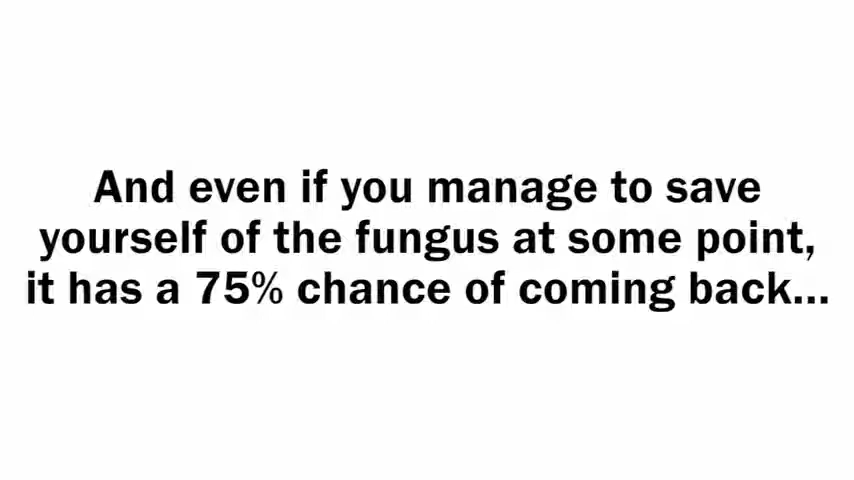 And even if you manage to save
yourself of the fungus at some point,
it has a 75% chance of coming back...